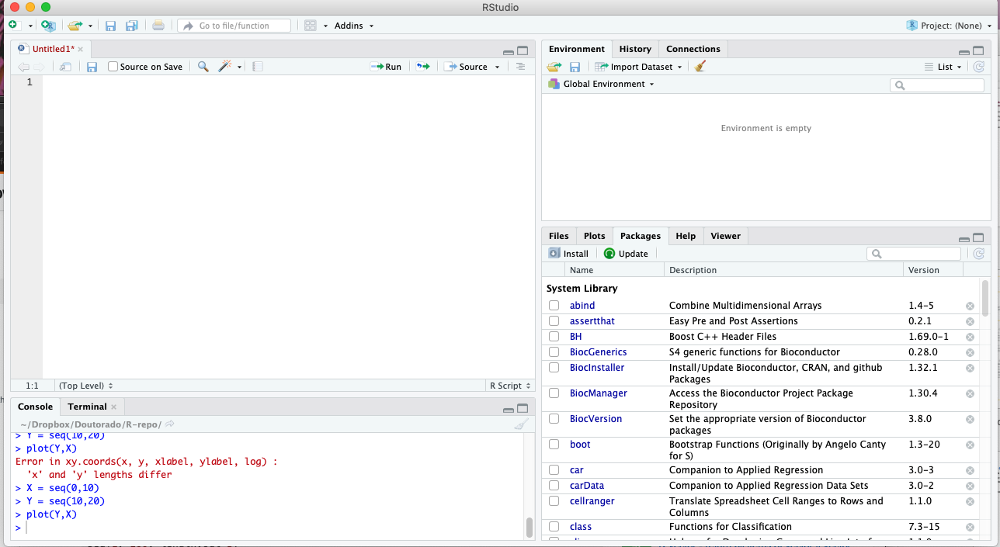 RStudio
Go to file/function
Addins
Project: (None)
Untitled1*
Source on Save
Run
Source
1
1:1
(Top Level)
R Script
Console
Terminal
~/Dropbox/Doutorado/R-repo/
> Y = seq(10,20)
> plot(Y,X)
Error in xy.coords(x, y, xlabel, ylabel, log) :
'x' and 'y' lengths differ
> X = seq(0,10)
> Y = seq(10,20)
> plot(Y,X)
>
Environment
History
Connections
Import Dataset
List
Global Environment
Environment is empty
Files
Plots
Packages
Help
Viewer
Install
Update
Name Description Version
System Library
abind Combine Multidimensional Arrays 1.4-5
assertthat Easy Pre and Post Assertions 0.2.1
BH Boost C++ Header Files 1.69.0-1
BiocGenerics S4 generic functions for Bioconductor 0.28.0
BiocInstaller Install/Update Bioconductor, CRAN, and github 1.32.1
Packages
BiocManager Access the Bioconductor Project Package 1.30.4
Repository
BiocVersion Set the appropriate version of Bioconductor 3.8.0
packages
boot Bootstrap Functions (Originally by Angelo Canty 1.3-20
for S)
car Companion to Applied Regression 3.0-3
carData Companion to Applied Regression Data Sets 3.0-2
cellranger Translate Spreadsheet Cell Ranges to Rows and 1.1.0
Columns
class Functions for Classification 7.3-15